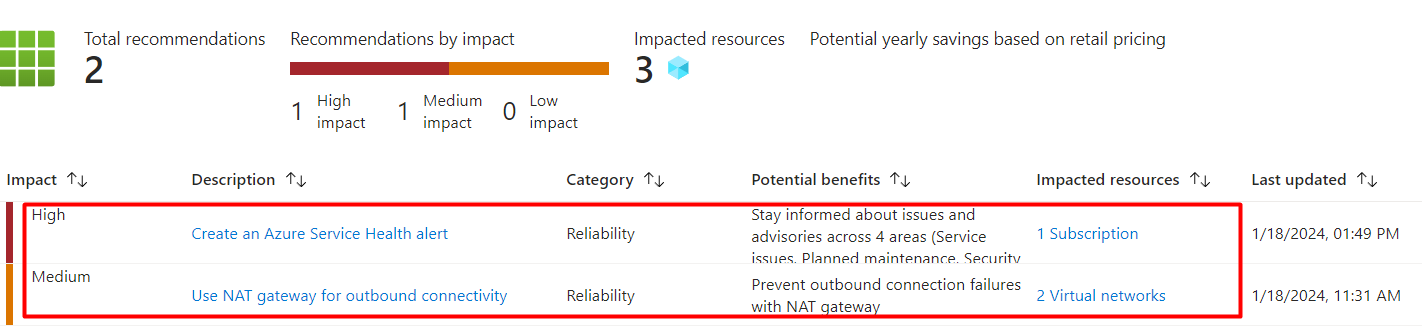 Total recommendations
2
Recommendations by impact
1 High impact
1 Medium impact
0 Low impact
Impacted resources
3
Potential yearly savings based on retail pricing
Impact Description Category Potential benefits Impacted resources Last updated
High
Create an Azure Service Health alert
Reliability
Stay informed about issues and
advisories across 4 areas (Service
issues, Planned maintenance, Security
1 Subscription
1/18/2024, 01:49 PM
Medium
Use NAT gateway for outbound connectivity
Reliability
Prevent outbound connection failures
with NAT gateway
2 Virtual networks
1/18/2024, 11:31 AM